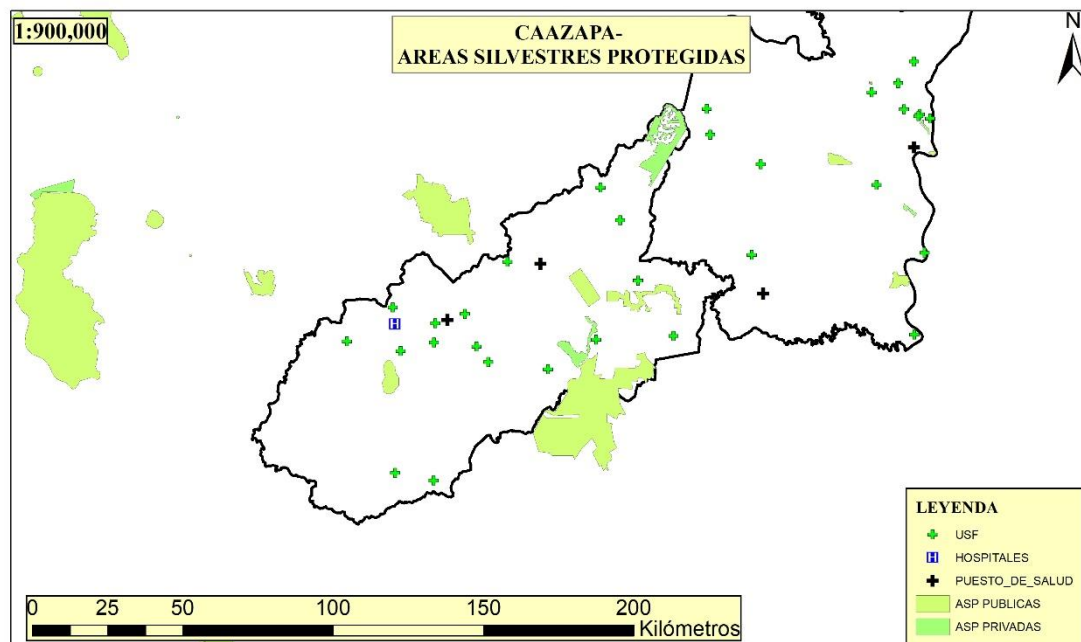 1:900,000
CAAZAPA-
AREAS SILVESTRES PROTEGIDAS
N
LEYENDA
USF
H HOSPITALES
PUESTO_DE_SALUD
ASP PUBLICAS
ASP PRIVADAS
H
0 25 50 100 150 200
Kilómetros